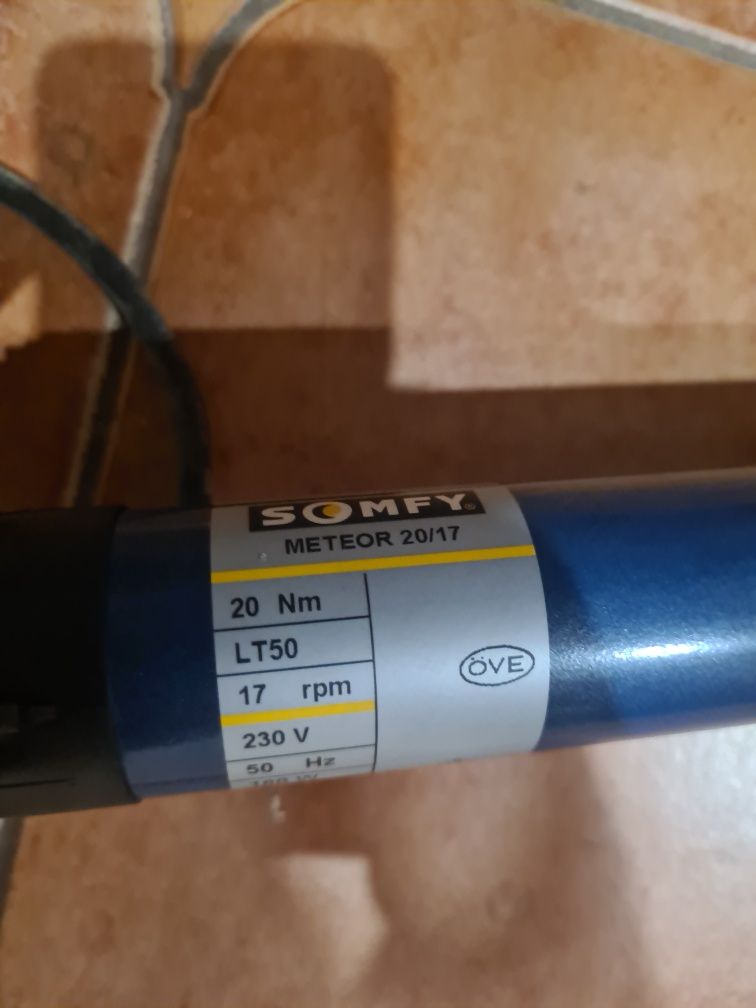 SOMFY®
METEOR 20/17
20 Nm
LT50
17 rpm
230 V
50 Hz
ÖVE